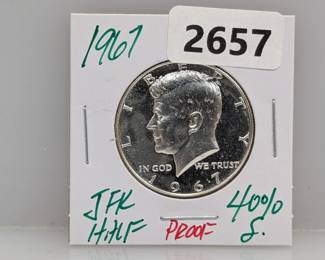 1967
2657
LIBERTY
IN GOD WE TRUST
1967
JFK
HALF
PROOF
40%
S.